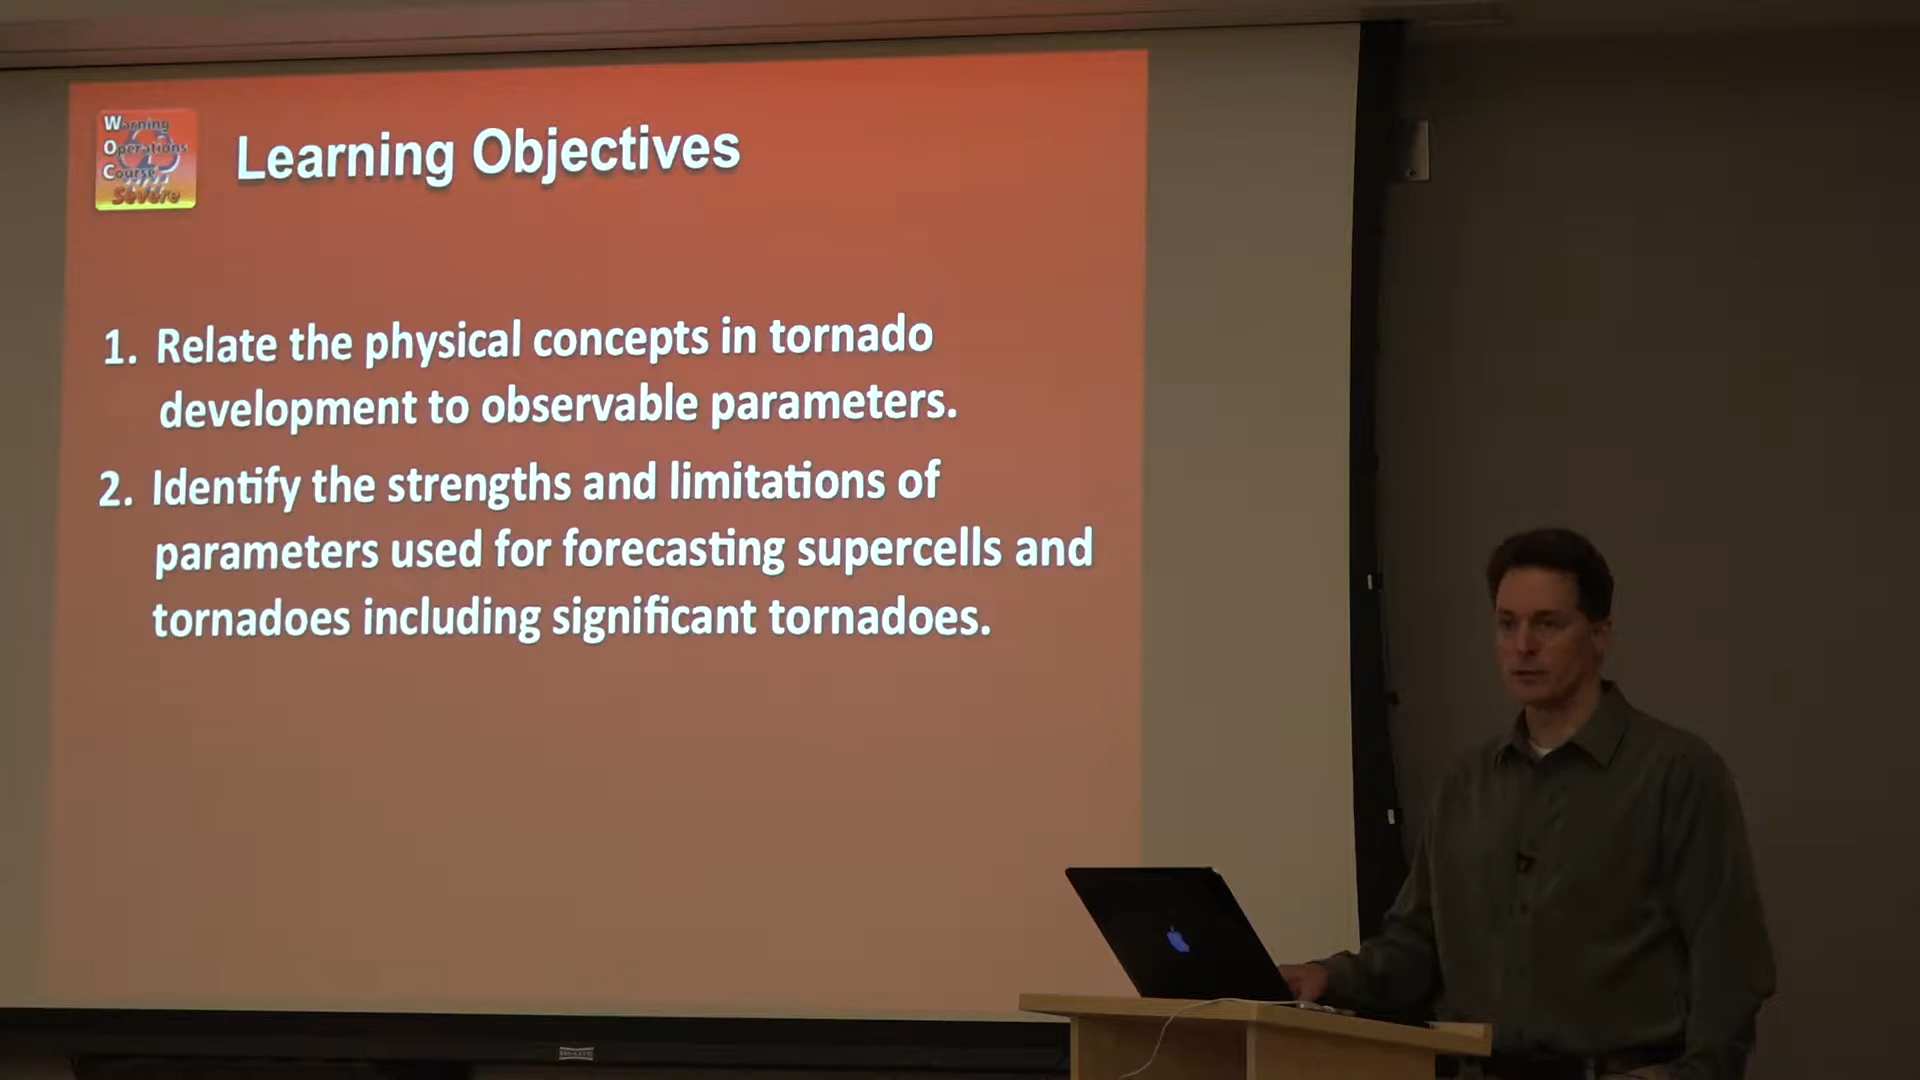 Warning
Operations
Course
Severe
Learning Objectives
1. Relate the physical concepts in tornado
development to observable parameters.
2. Identify the strengths and limitations of
parameters used for forecasting supercells and
tornadoes including significant tornadoes.